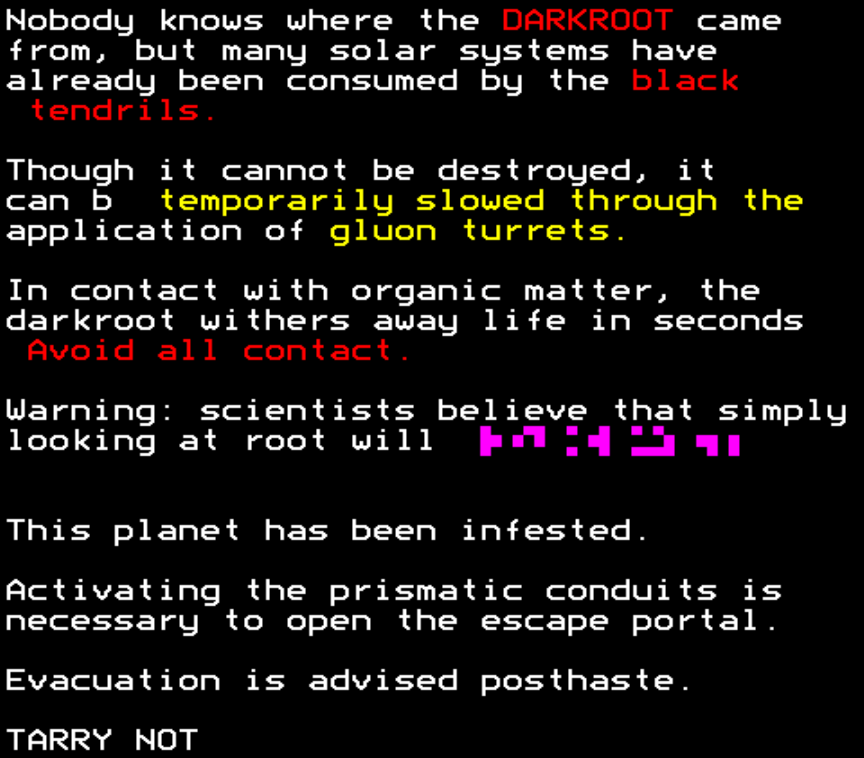 Nobody knows where the DARKROOT came
from, but many solar systems have
already been consumed by the black
tendrils.
Though it cannot be destroyed, it
can b temporarily slowed through the
application of gluon turrets.
In contact with organic matter, the
darkroot withers away life in seconds
Avoid all contact.
Warning: scientists believe that simply
looking at root will
This planet has been infested.
Activating the prismatic conduits is
necessary to open the escape portal.
Evacuation is advised posthaste.
TARRY NOT